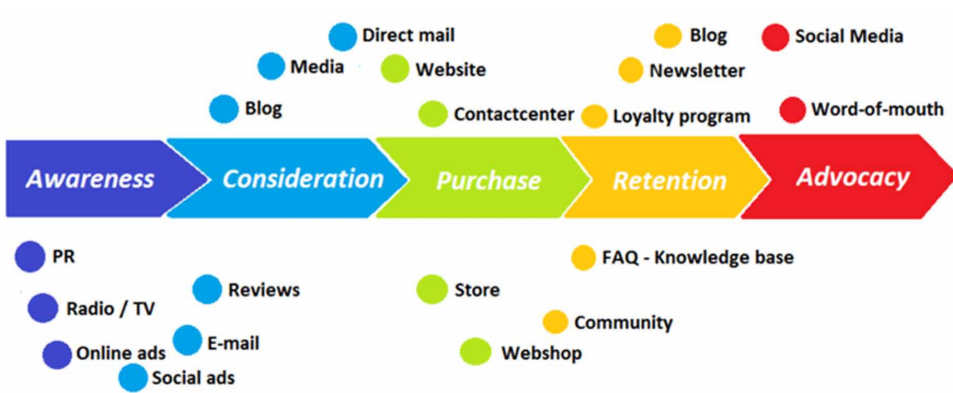 Direct mail
Blog
Social Media
Media
Website
Newsletter
Blog
Contactcenter
Loyalty program
Word-of-mouth
Awareness
Consideration
Purchase
Retention
Advocacy
PR
FAQ - Knowledge base
Radio / TV
Reviews
Store
Online ads
E-mail
Community
Social ads
Webshop